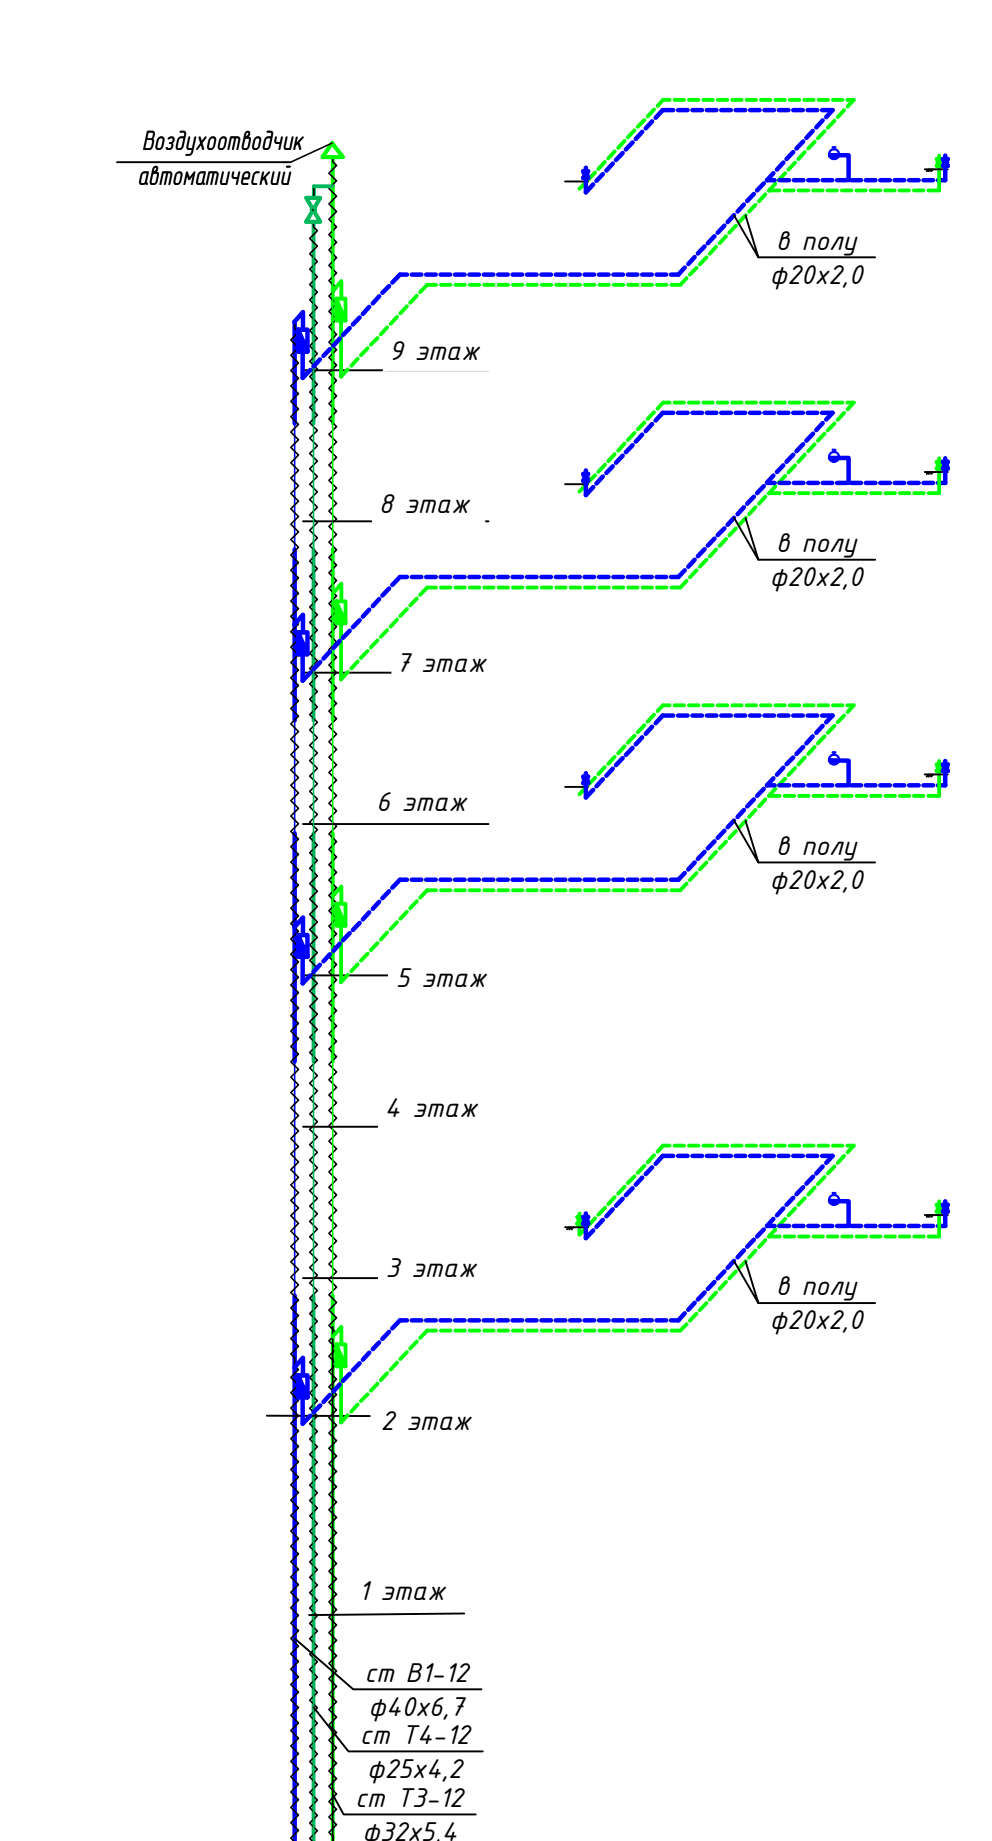 Воздухоотводчик
автоматический
в полу
ф20х2,0
9 этаж
8 этаж
в полу
ф20х2,0
7 этаж
6 этаж
в полу
ф20х2,0
5 этаж
4 этаж
3 этаж
в полу
ф20х2,0
2 этаж
1 этаж
ст В1-12
ф40х6,7
ст Т4-12
ф25х4,2
ст Т3-12
ф32х5,4